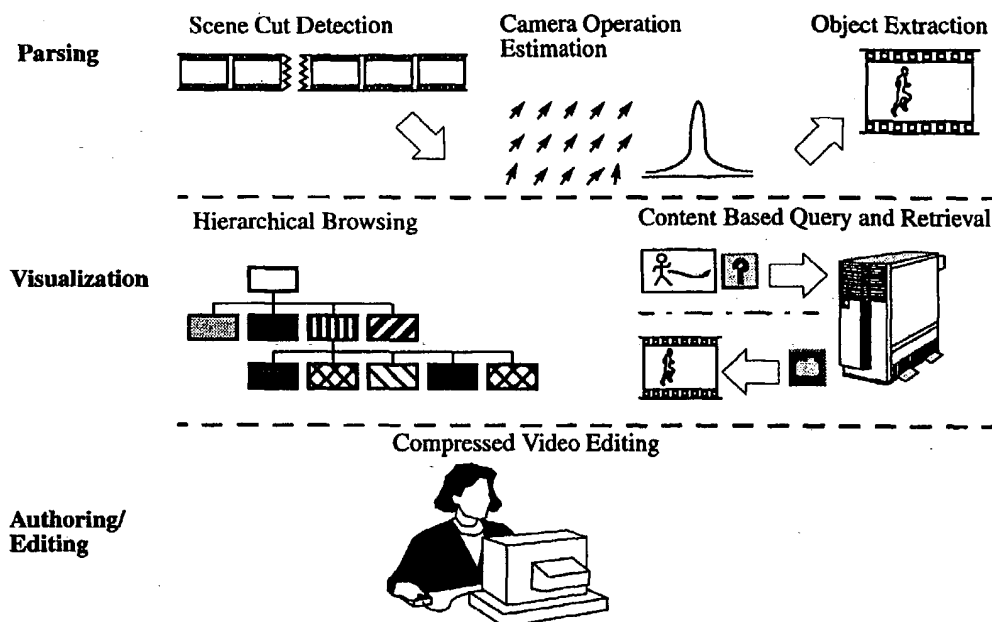 Scene Cut Detection
Camera Operation
Estimation
Object Extraction
Parsing
Hierarchical Browsing
Content Based Query and Retrieval
Visualization
Compressed Video Editing
Authoring/
Editing